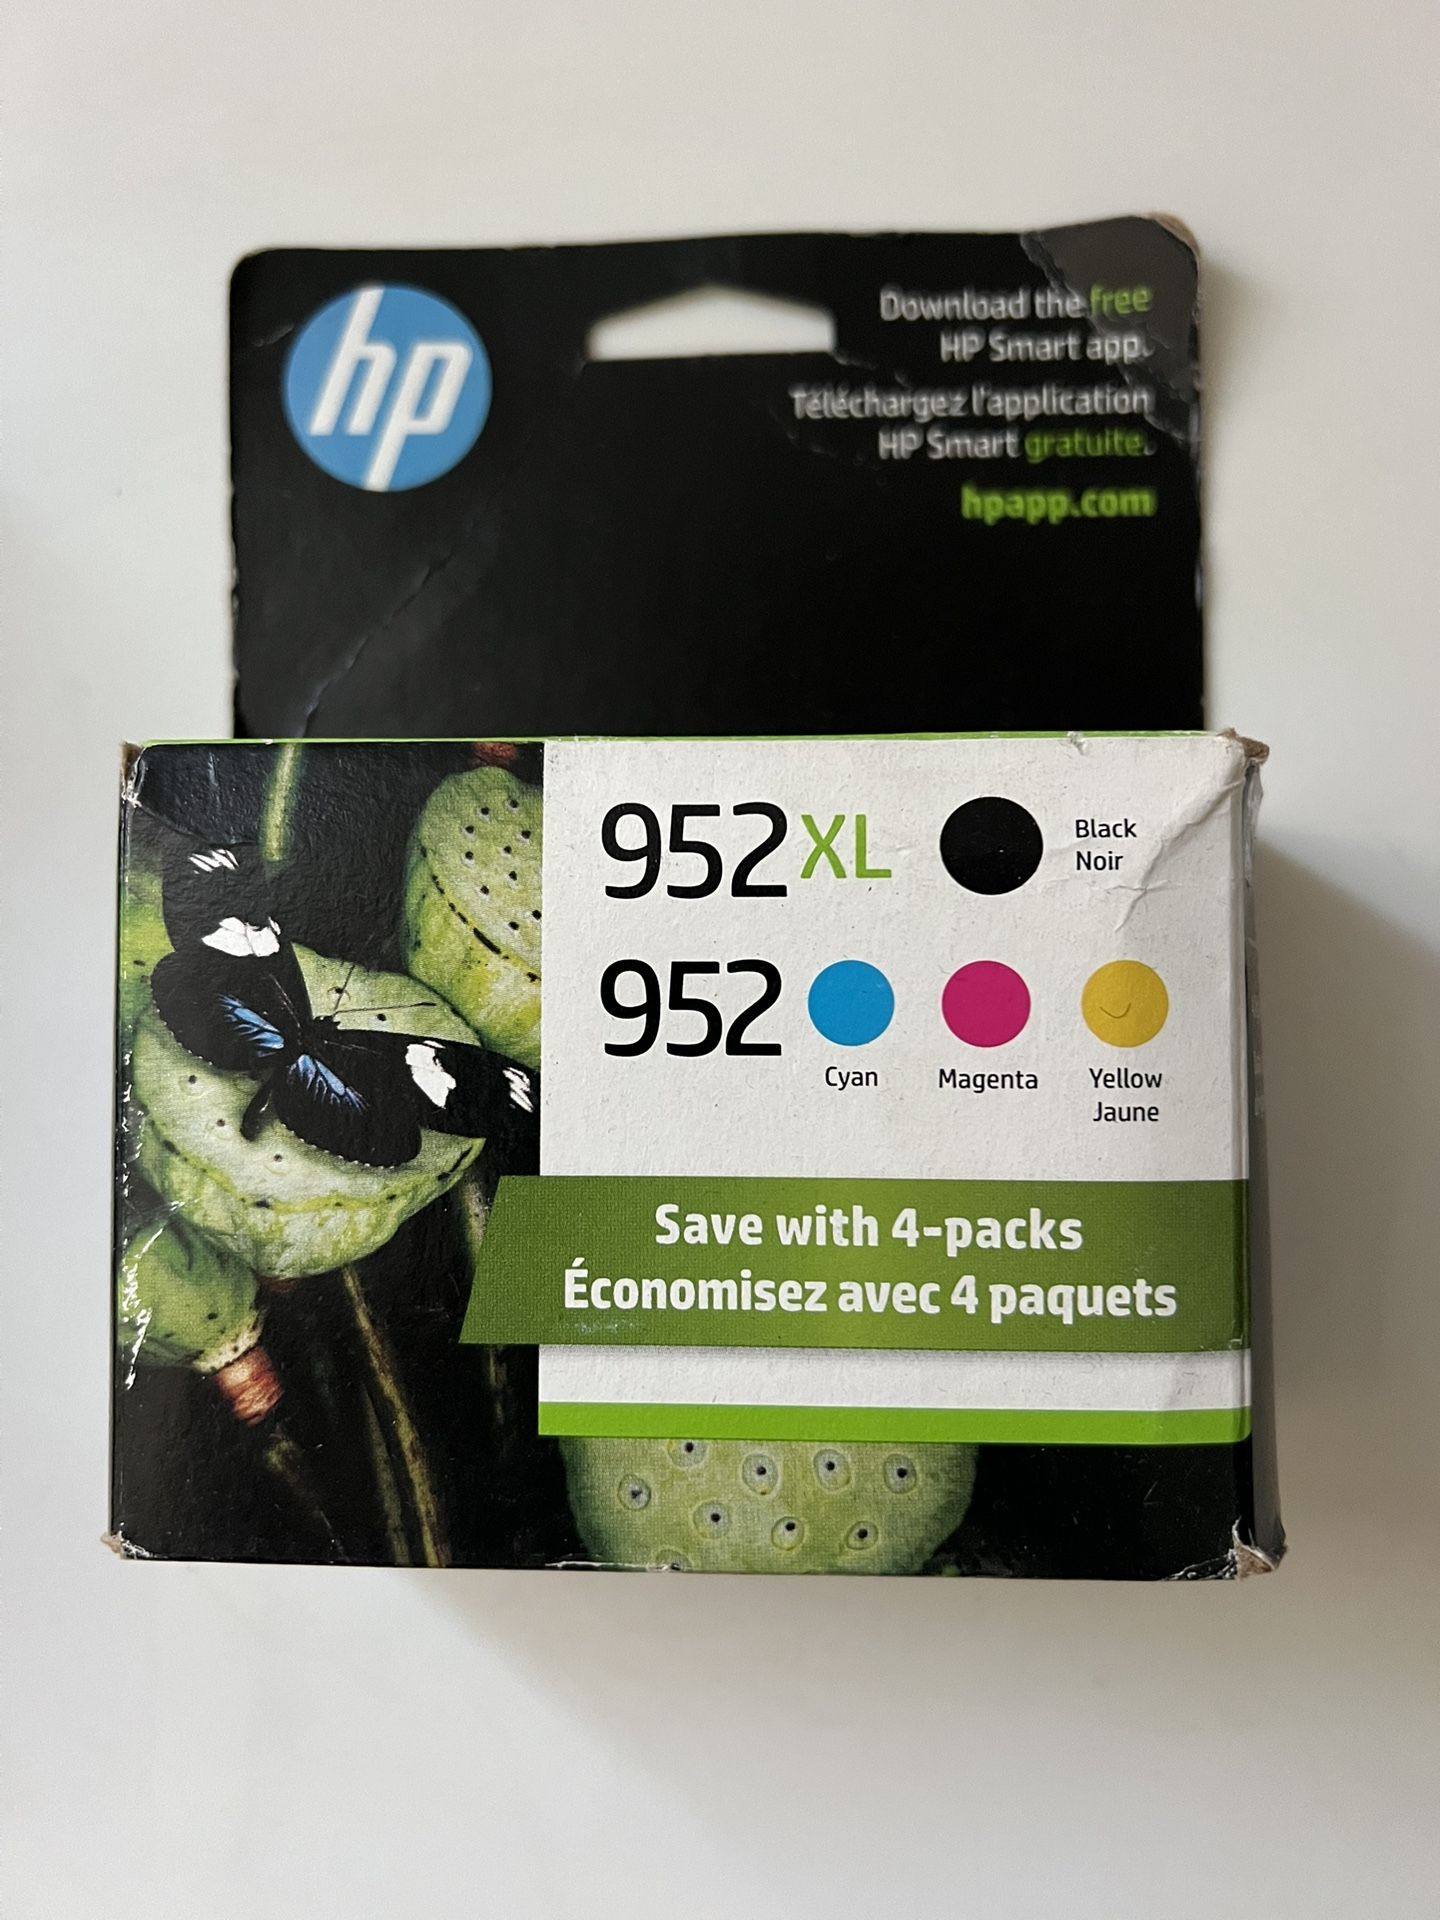 hp
Download the free
HP Smart app.
Téléchargez l'application
HP Smart gratuite.
hpapp.com
952XL
Black
Noir
952
Cyan
Magenta
Yellow
Jaune
Save with 4-packs
Économisez avec 4 paquets